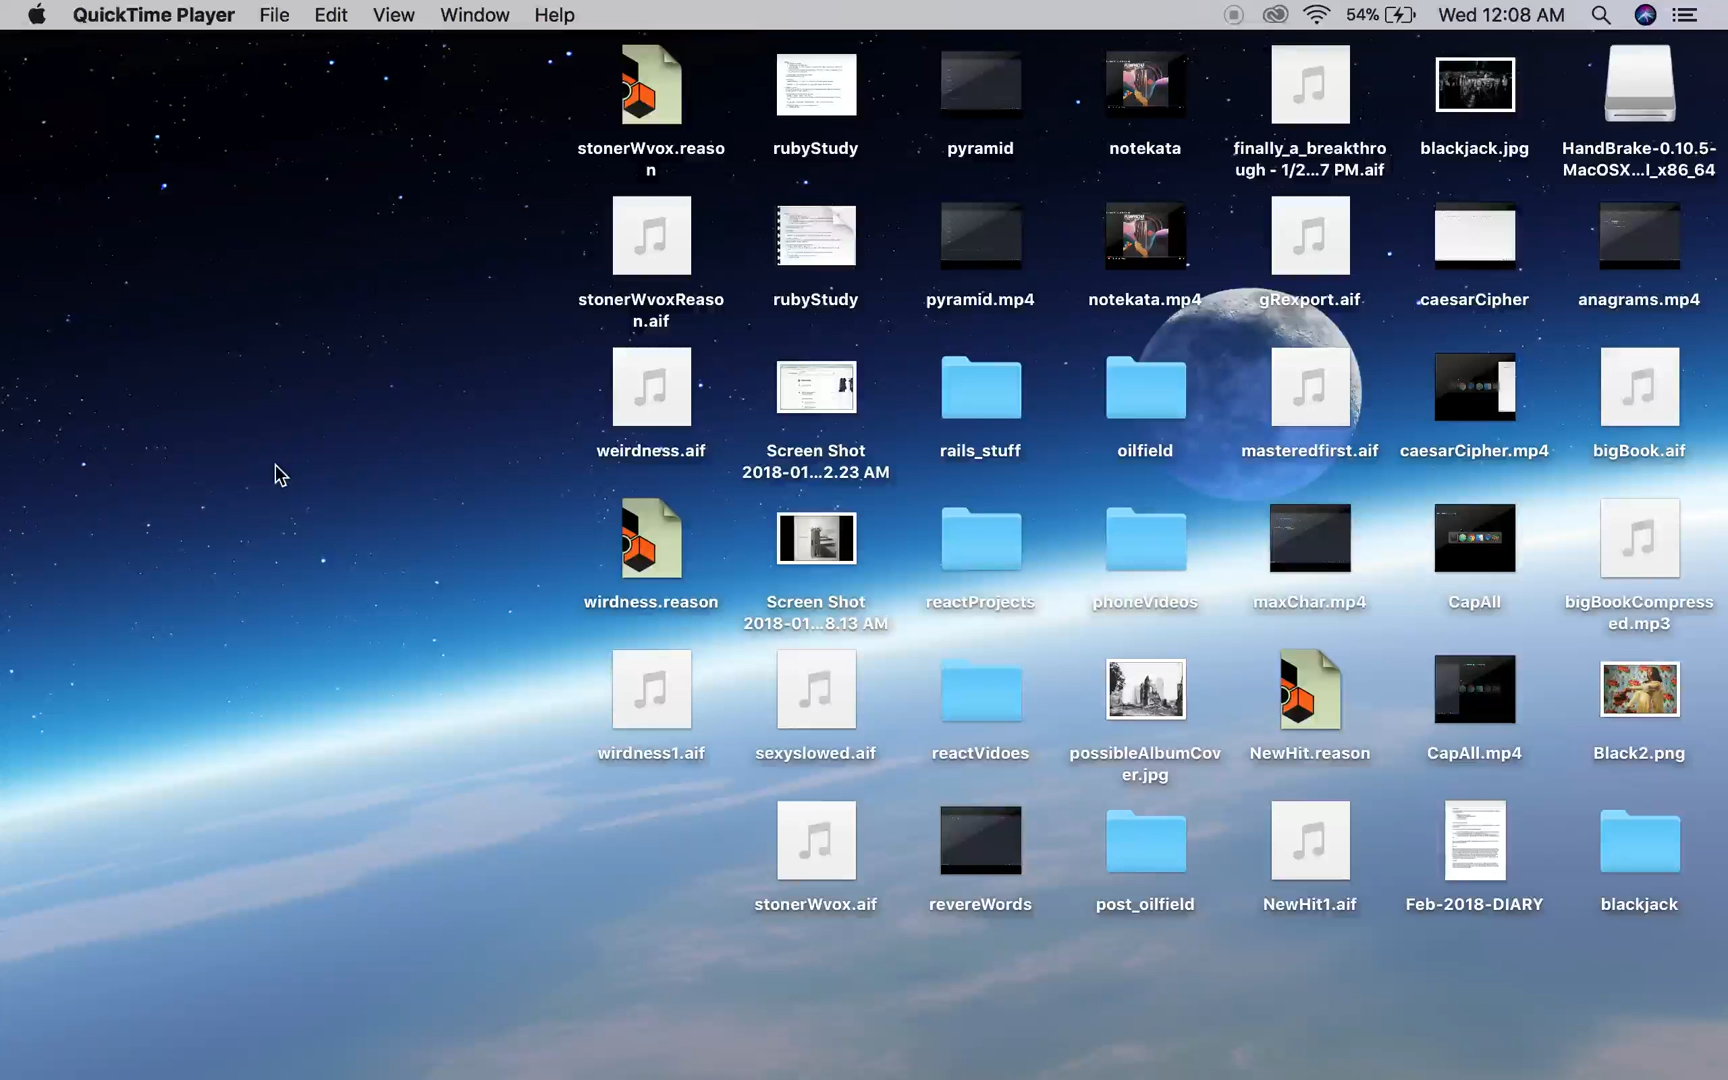 QuickTime Player File Edit View Window Help 54% Wed 12:08 AM
stonerWvox.reaso
n
rubyStudy
pyramid
notekata
finally_a_breakthro
ugh - 1/2...7 PM.aif
blackjack.jpg
HandBrake-0.10.5-
MacOSX...l_x86_64
stonerWvoxReaso
n.aif
rubyStudy
pyramid.mp4
notekata.mp4
gRexport.aif
caesarCipher
anagrams.mp4
weirdness.aif
Screen Shot
2018-01...2.23 AM
rails_stuff
oilfield
masteredfirst.aif
caesarCipher.mp4
bigBook.aif
wirdness.reason
Screen Shot
2018-01...8.13 AM
reactProjects
phoneVideos
maxChar.mp4
CapAll
bigBookCompress
ed.mp3
wirdness1.aif
sexyslowed.aif
reactVidoes
possibleAlbumCov
er.jpg
NewHit.reason
CapAll.mp4
Black2.png
stonerWvox.aif
revereWords
post_oilfield
NewHit1.aif
Feb-2018-DIARY
blackjack